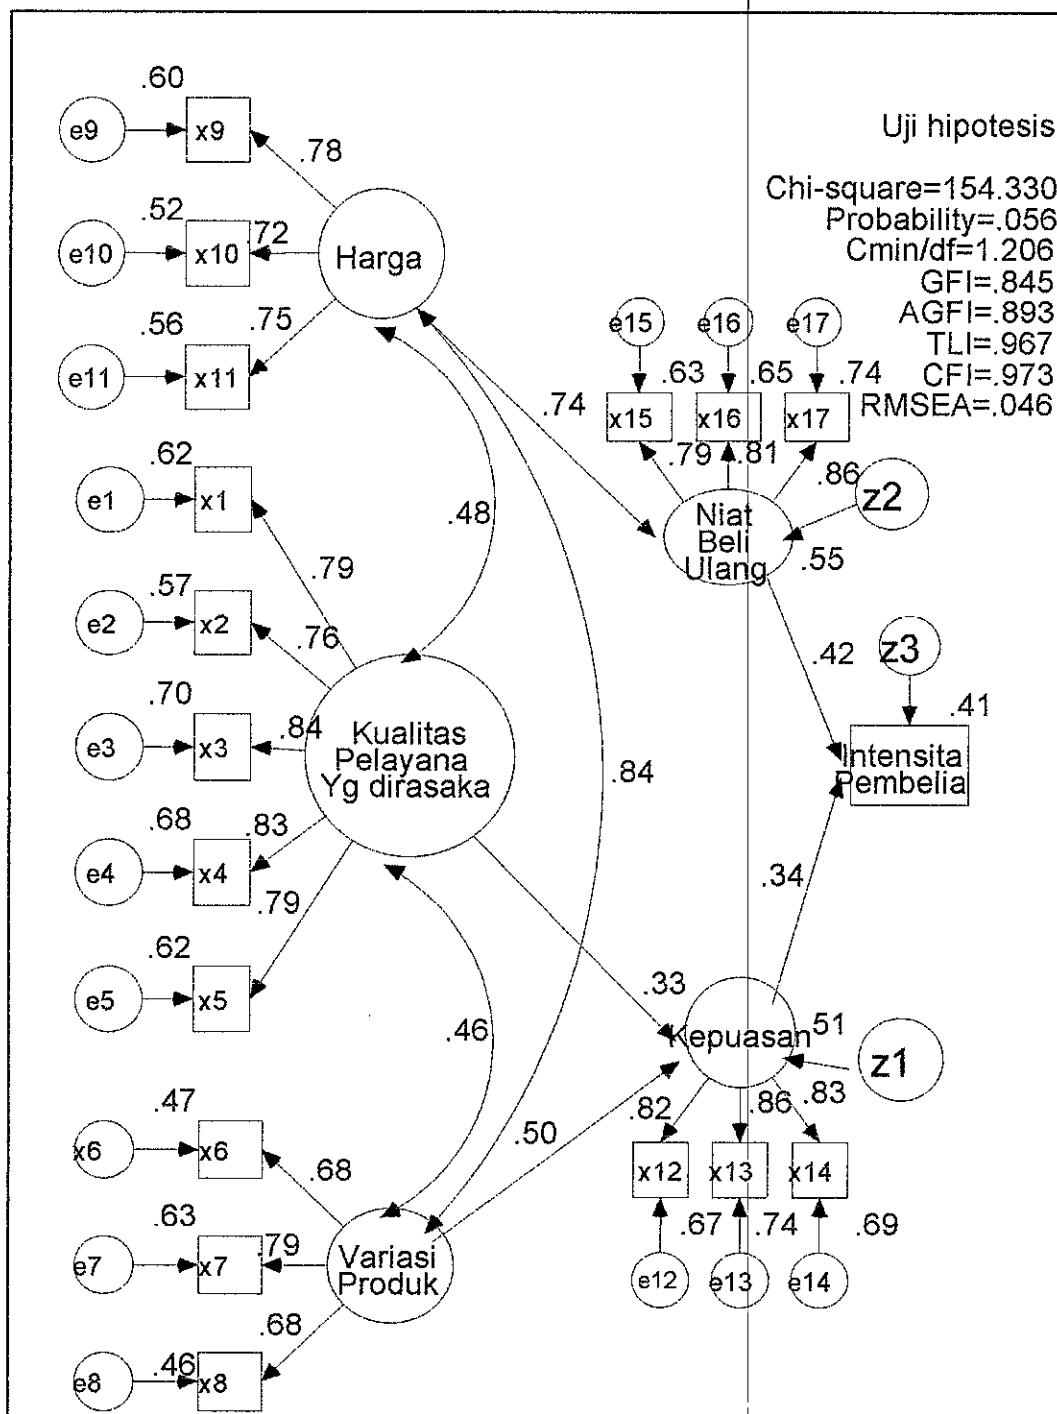 Uji hipotesis
Chi-square=154.330
Probability=.056
Cmin/df=1.206
GFI=.845
AGFI=.893
TLI=.967
CFI=.973
RMSEA=.046
.60
e9 x9
.78
.52
e10 x10 .72
Harga
.56
e11 x11 .75
e15 e16 e17
.63 .65 .74
x15 x16 x17
.74
.79 .81 .86
Niat
Beli
Ulang
z2
.55
.62
e1 x1
.48
.79
.57
e2 x2
.76
.70
e3 x3 .84
Kualitas
Pelayana
Yg dirasaka
.68
e4 x4 .83
.62
e5 x5 .79
.84
.42
z3
.41
Intensita
Pembelia
.34
.33
.46
Kepuasan
.51
z1
.50
.82 .86 .83
x12 x13 x14
.67 .74 .69
e12 e13 e14
.47
x6 x6
.68
.63
e7 x7 .79
Variasi
Produk
.46
e8 x8
.68